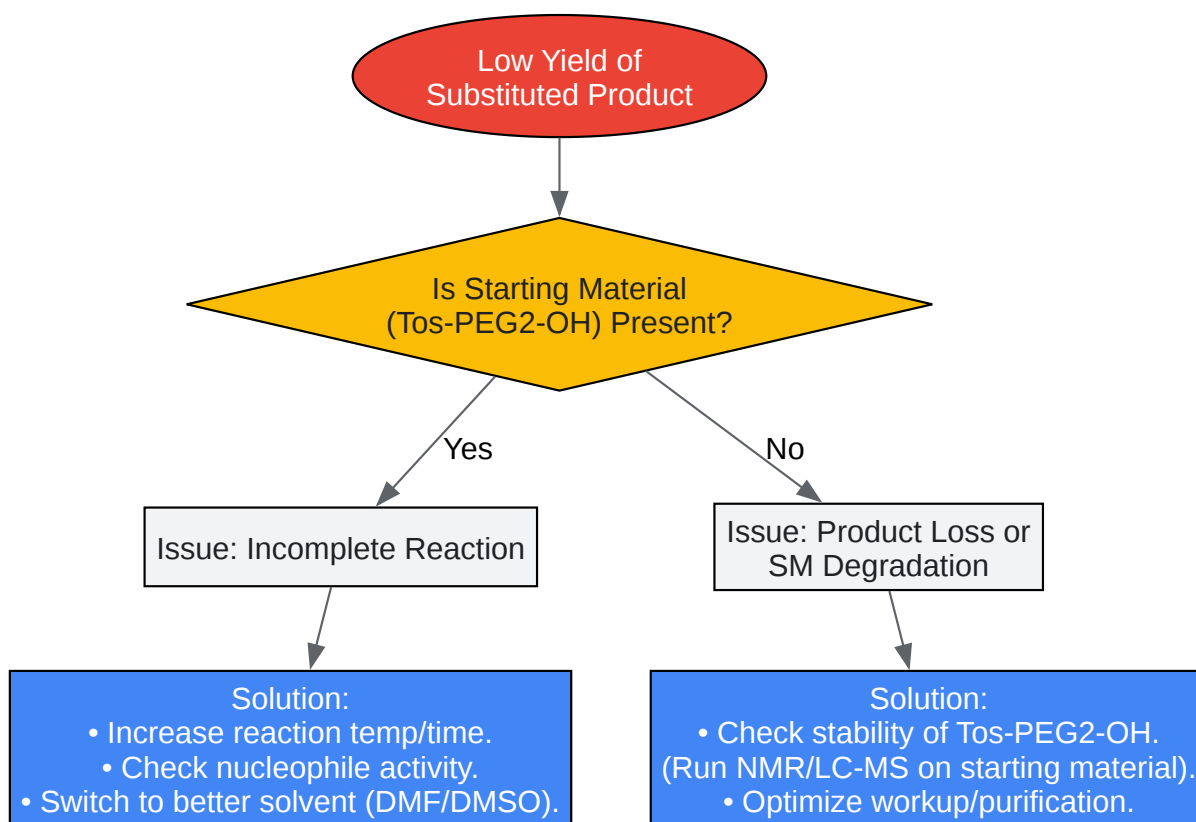 Low Yield of
Substituted Product
Is Starting Material
(Tos-PEG2-OH) Present?
Yes
No
Issue: Incomplete Reaction
Issue: Product Loss or
SM Degradation
Solution:
• Increase reaction temp/time.
• Check nucleophile activity.
• Switch to better solvent (DMF/DMSO).
Solution:
• Check stability of Tos-PEG2-OH.
(Run NMR/LC-MS on starting material).
• Optimize workup/purification.